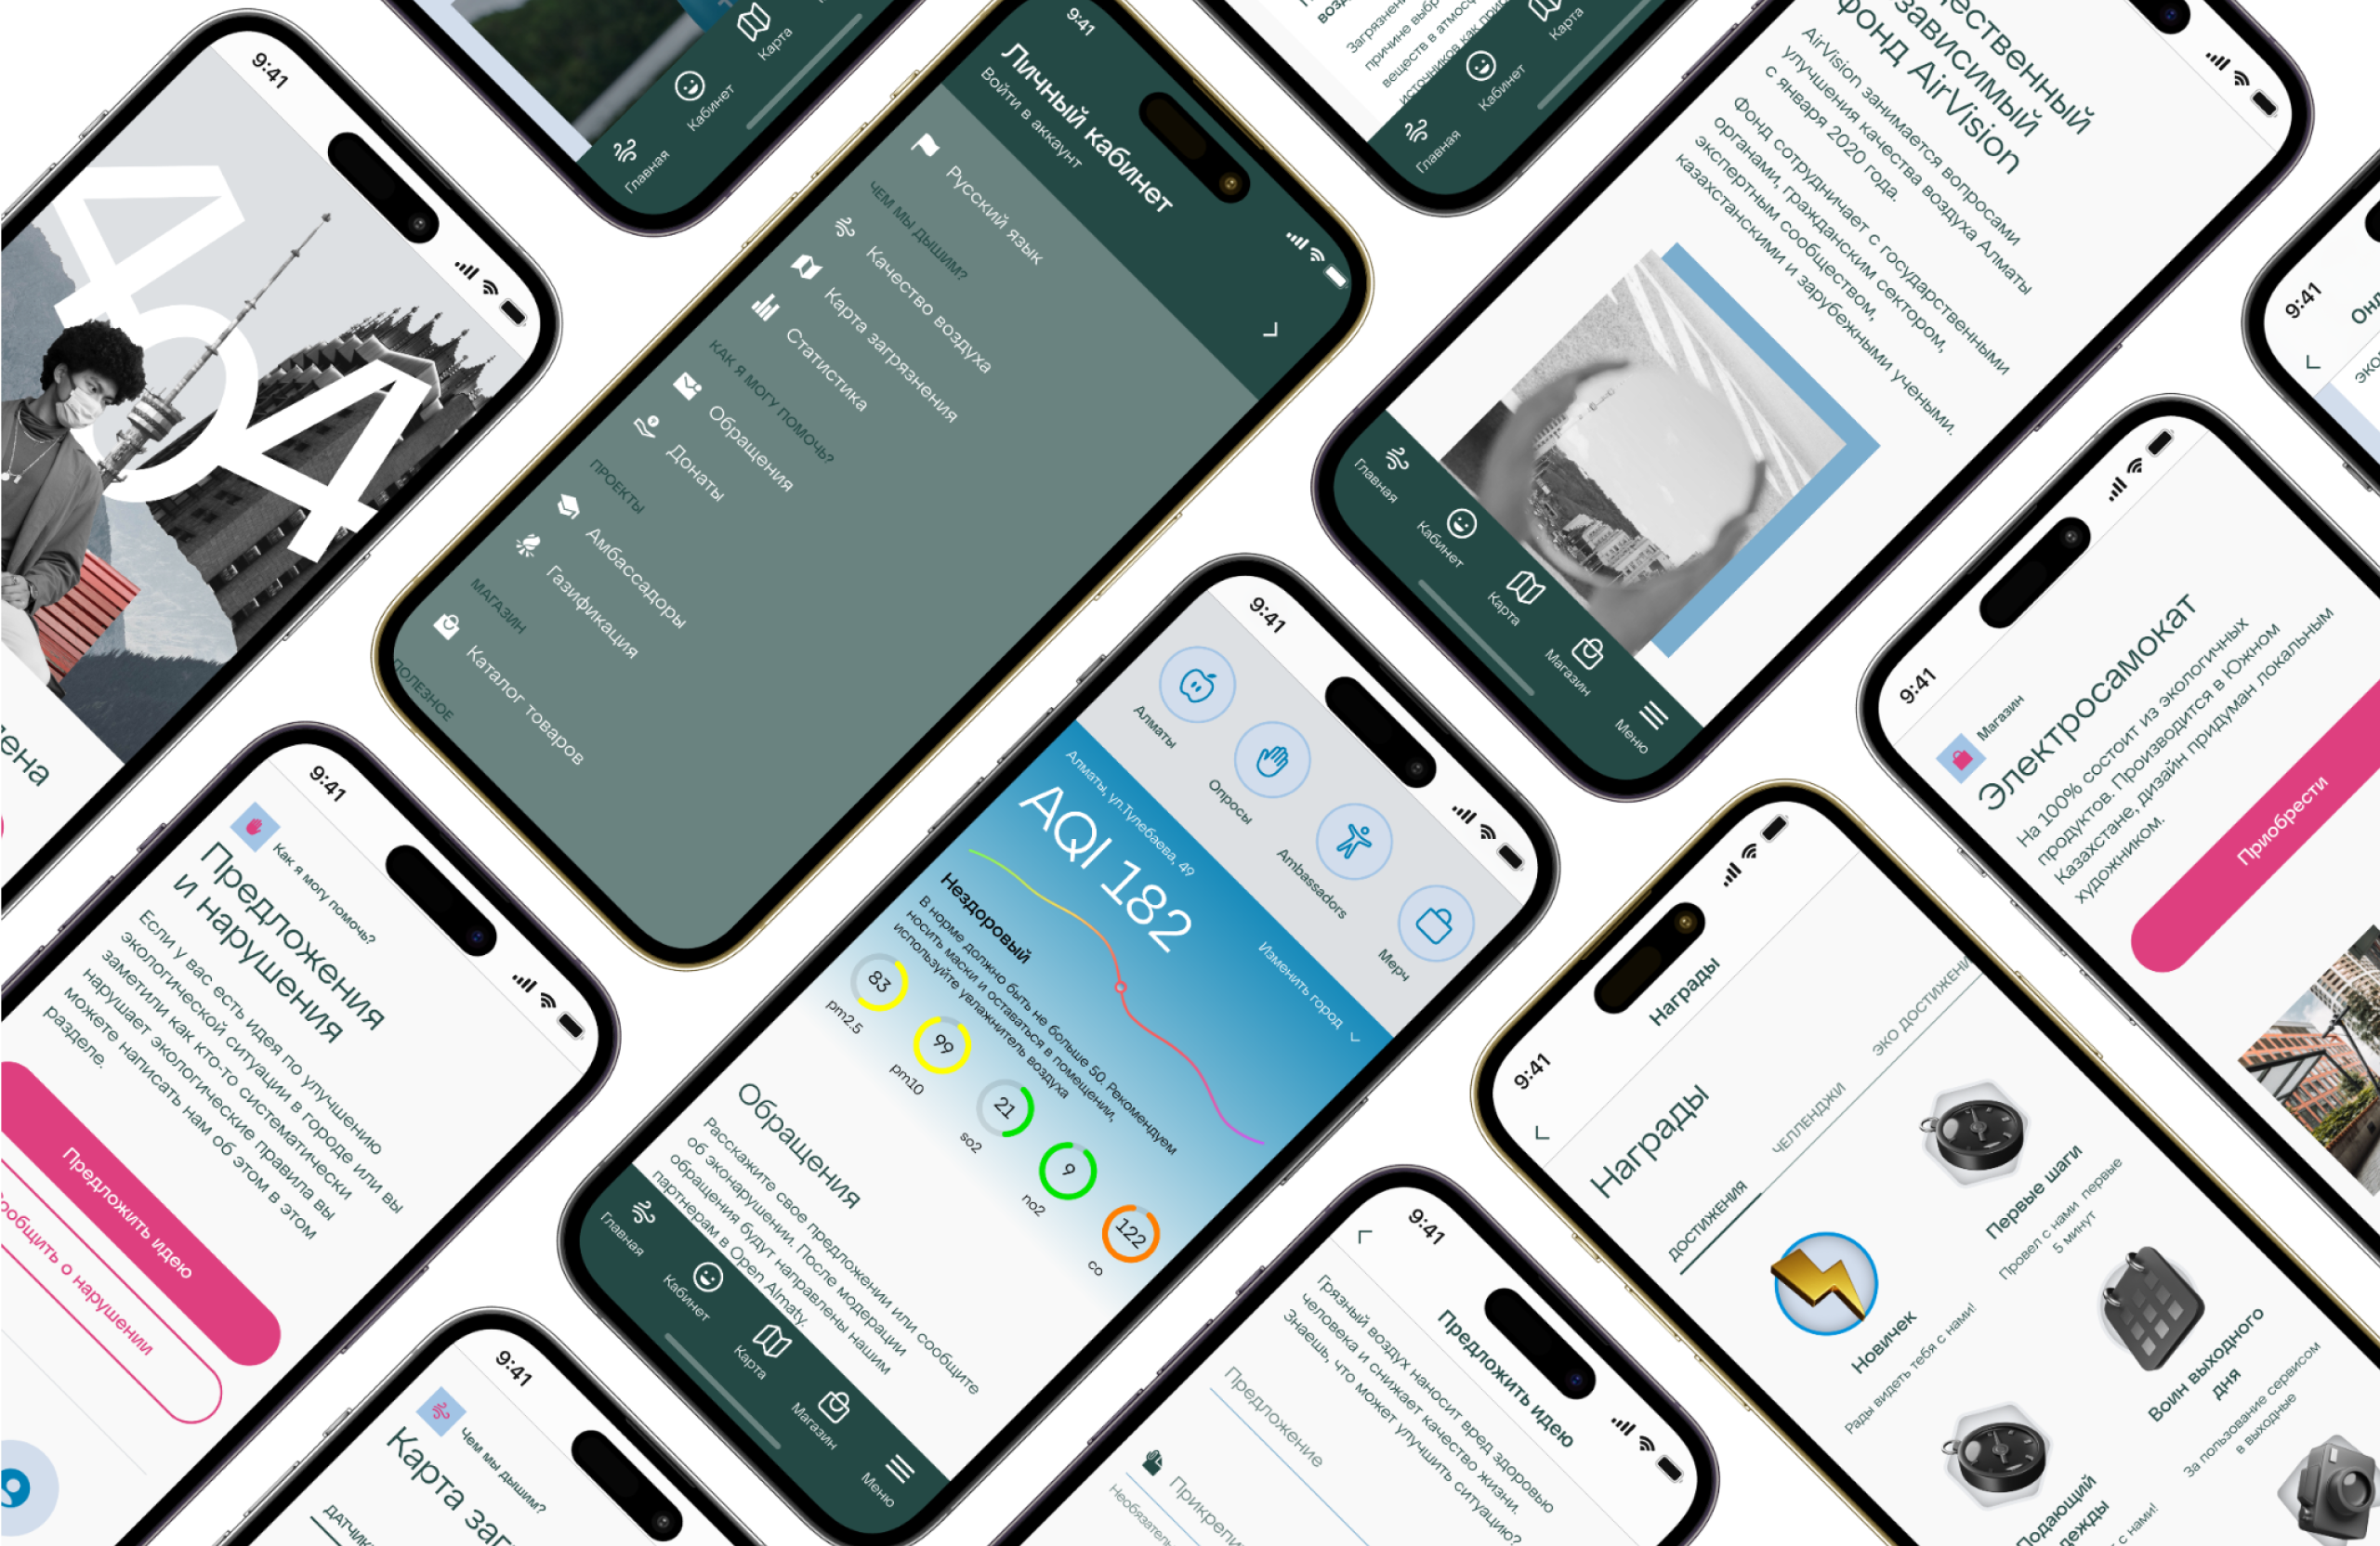 9:41
4
A
ена
Карта
Кабинет
Главная
9:41
Личный кабинет
Войти в аккаунт
Русский язык
ЧЕМ МЫ ДЫШИМ?
Качество воздуха
Карта загрязнения
Статистика
КАК Я МОГУ ПОМОЧЬ?
Обращения
Донаты
ПРОЕКТЫ
Амбассадоры
Газификация
МАГАЗИН
Каталог товаров
ПОЛЕЗНОЕ
Загрязнен
причине выбр
веществ в атмосф
источников как
Карта
Кабинет
Главная
ественный
зависимый
фонд AirVision
AirVision занимается вопросами
улучшения качества воздуха Алматы
с января 2020 года.
Фонд сотрудничает с государственными
органами, гражданским сектором,
экспертным сообществом,
казахстанскими и зарубежными учеными.
Главная
Кабинет
Карта
Магазин
Меню
9:41
эко
9:41
Магазин
Электросамокат
На 100% состоит из экологичных
продуктов. Производится в Южном
Казахстане, дизайн придуман локальным
художником.
Приобрести
9:41
Как я могу помочь?
Предложения
и нарушения
Если у вас есть идея по улучшению
экологической ситуации в городе или вы
заметили как кто-то систематически
нарушает экологические правила вы
можете написать нам об этом в этом
разделе.
Предложить идею
ообщить о нарушении
9:41
Чем мы дышим?
Карта заг
ДАТЧИК
9:41
Алматы
Опросы
Ambassadors
Мерч
Алматы, ул.Тулебаева, 49
Изменить город
AQI 182
Нездоровый
В норме должно быть не больше 50. Рекомендуем
носить маски и оставаться в помещении,
используйте увлажнитель воздуха
83
pm2.5
99
pm10
21
so2
9
no2
122
co
Обращения
Расскажите свое предложении или сообщите
об эконарушении. После модерации
обращения будут направлены нашим
партнерам в Open Almaty.
Главная
Кабинет
Карта
Магазин
Меню
9:41
Предложить идею
Грязный воздух наносит вред здоровью
человека и снижает качество жизни.
Знаешь, что может улучшить ситуацию?
Предложение
Прикрепи
Необязатель
9:41
Награды
Награды
ДОСТИЖЕНИЯ
ЧЕЛЛЕНДЖИ
ЭКО ДОСТИЖЕНИ
Новичек
Рады видеть тебя с нами!
Первые шаги
Провел с нами первые
5 минут
Подающий
дежды
с нами!
Воин выходного
дня
За пользование сервисом
в выходные